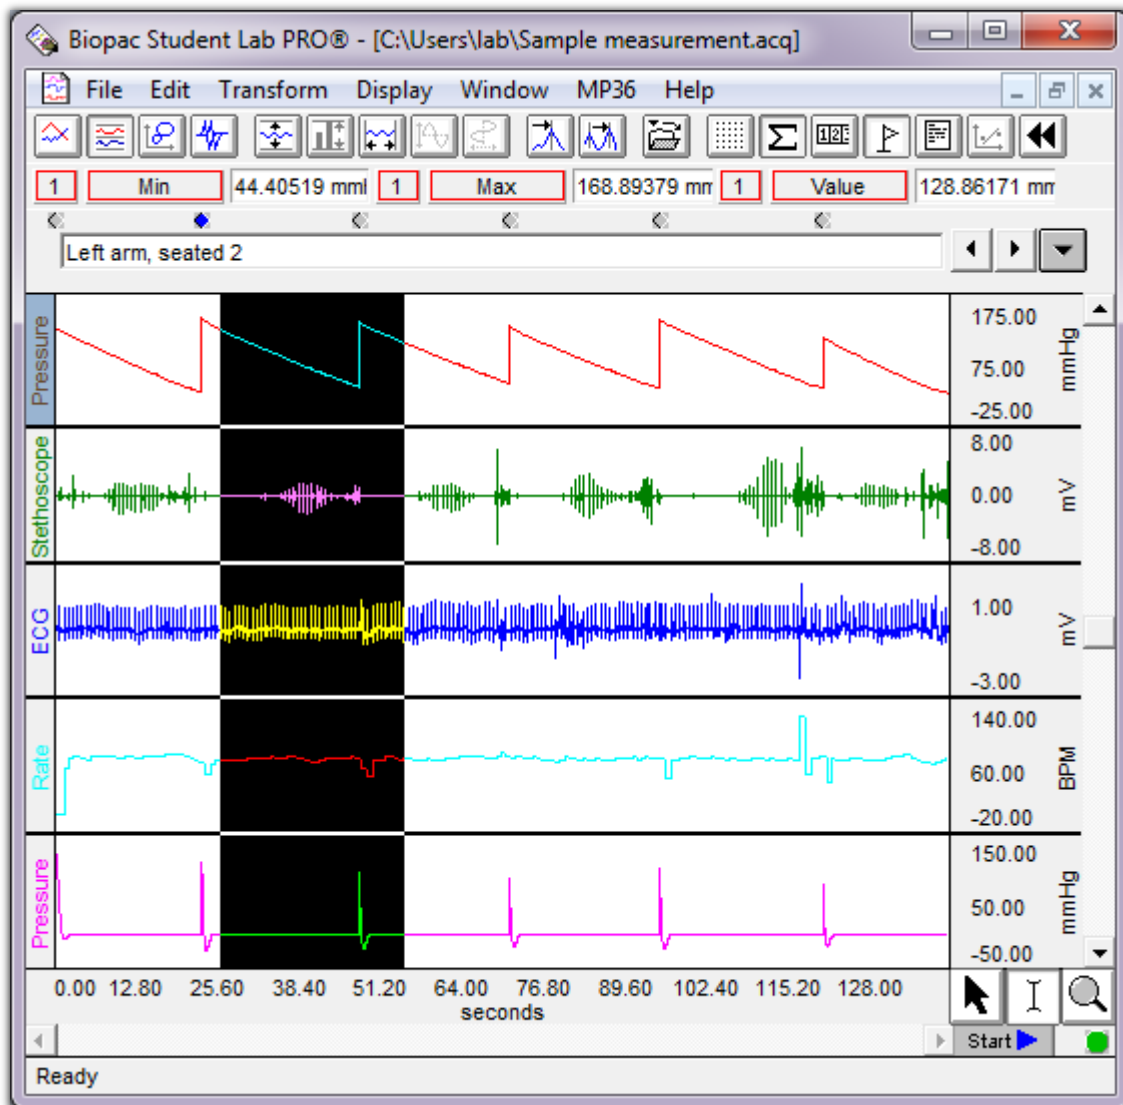 Biopac Student Lab PRO® - [C:\Users\lab\Sample measurement.acq]
File Edit Transform Display Window MP36 Help
1 Min 44.40519 mmH 1 Max 168.89379 mm 1 Value 128.86171 mm
Left arm, seated 2
Pressure
175.00
75.00
-25.00
mmHg
Stethoscope
8.00
0.00
-8.00
mV
ECG
1.00
-3.00
mV
Rate
140.00
60.00
-20.00
BPM
Pressure
150.00
50.00
-50.00
mmHg
0.00 12.80 25.60 38.40 51.20 64.00 76.80 89.60 102.40 115.20 128.00
seconds
Start
Ready